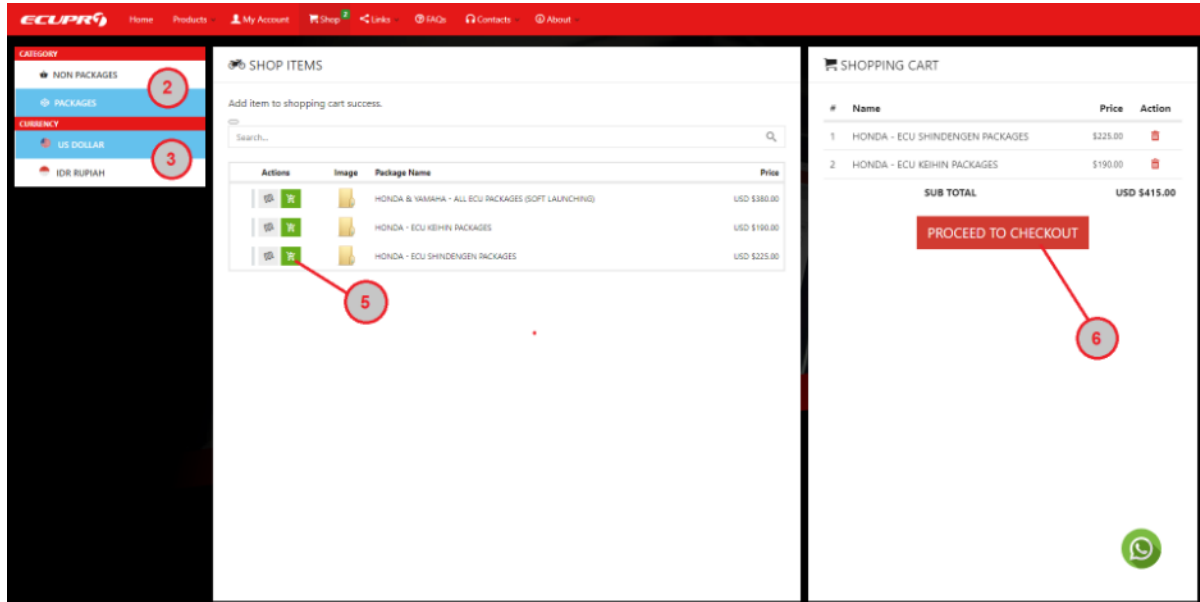 ECUPRO Home Products My Account Shop 2 Links FAQs Contacts About
CATEGORY
NON PACKAGES
2
PACKAGES
CURRENCY
US DOLLAR
3
IDR RUPIAH
SHOP ITEMS
Add item to shopping cart success.
Search...
Actions Image Package Name Price
HONDA & YAMAHA - ALL ECU PACKAGES (SOFT LAUNCHING) USD $380.00
HONDA - ECU KEIHIN PACKAGES USD $190.00
HONDA - ECU SHINDENGEN PACKAGES USD $225.00
5
SHOPPING CART
# Name Price Action
1 HONDA - ECU SHINDENGEN PACKAGES $225.00
2 HONDA - ECU KEIHIN PACKAGES $190.00
SUB TOTAL USD $415.00
PROCEED TO CHECKOUT
6